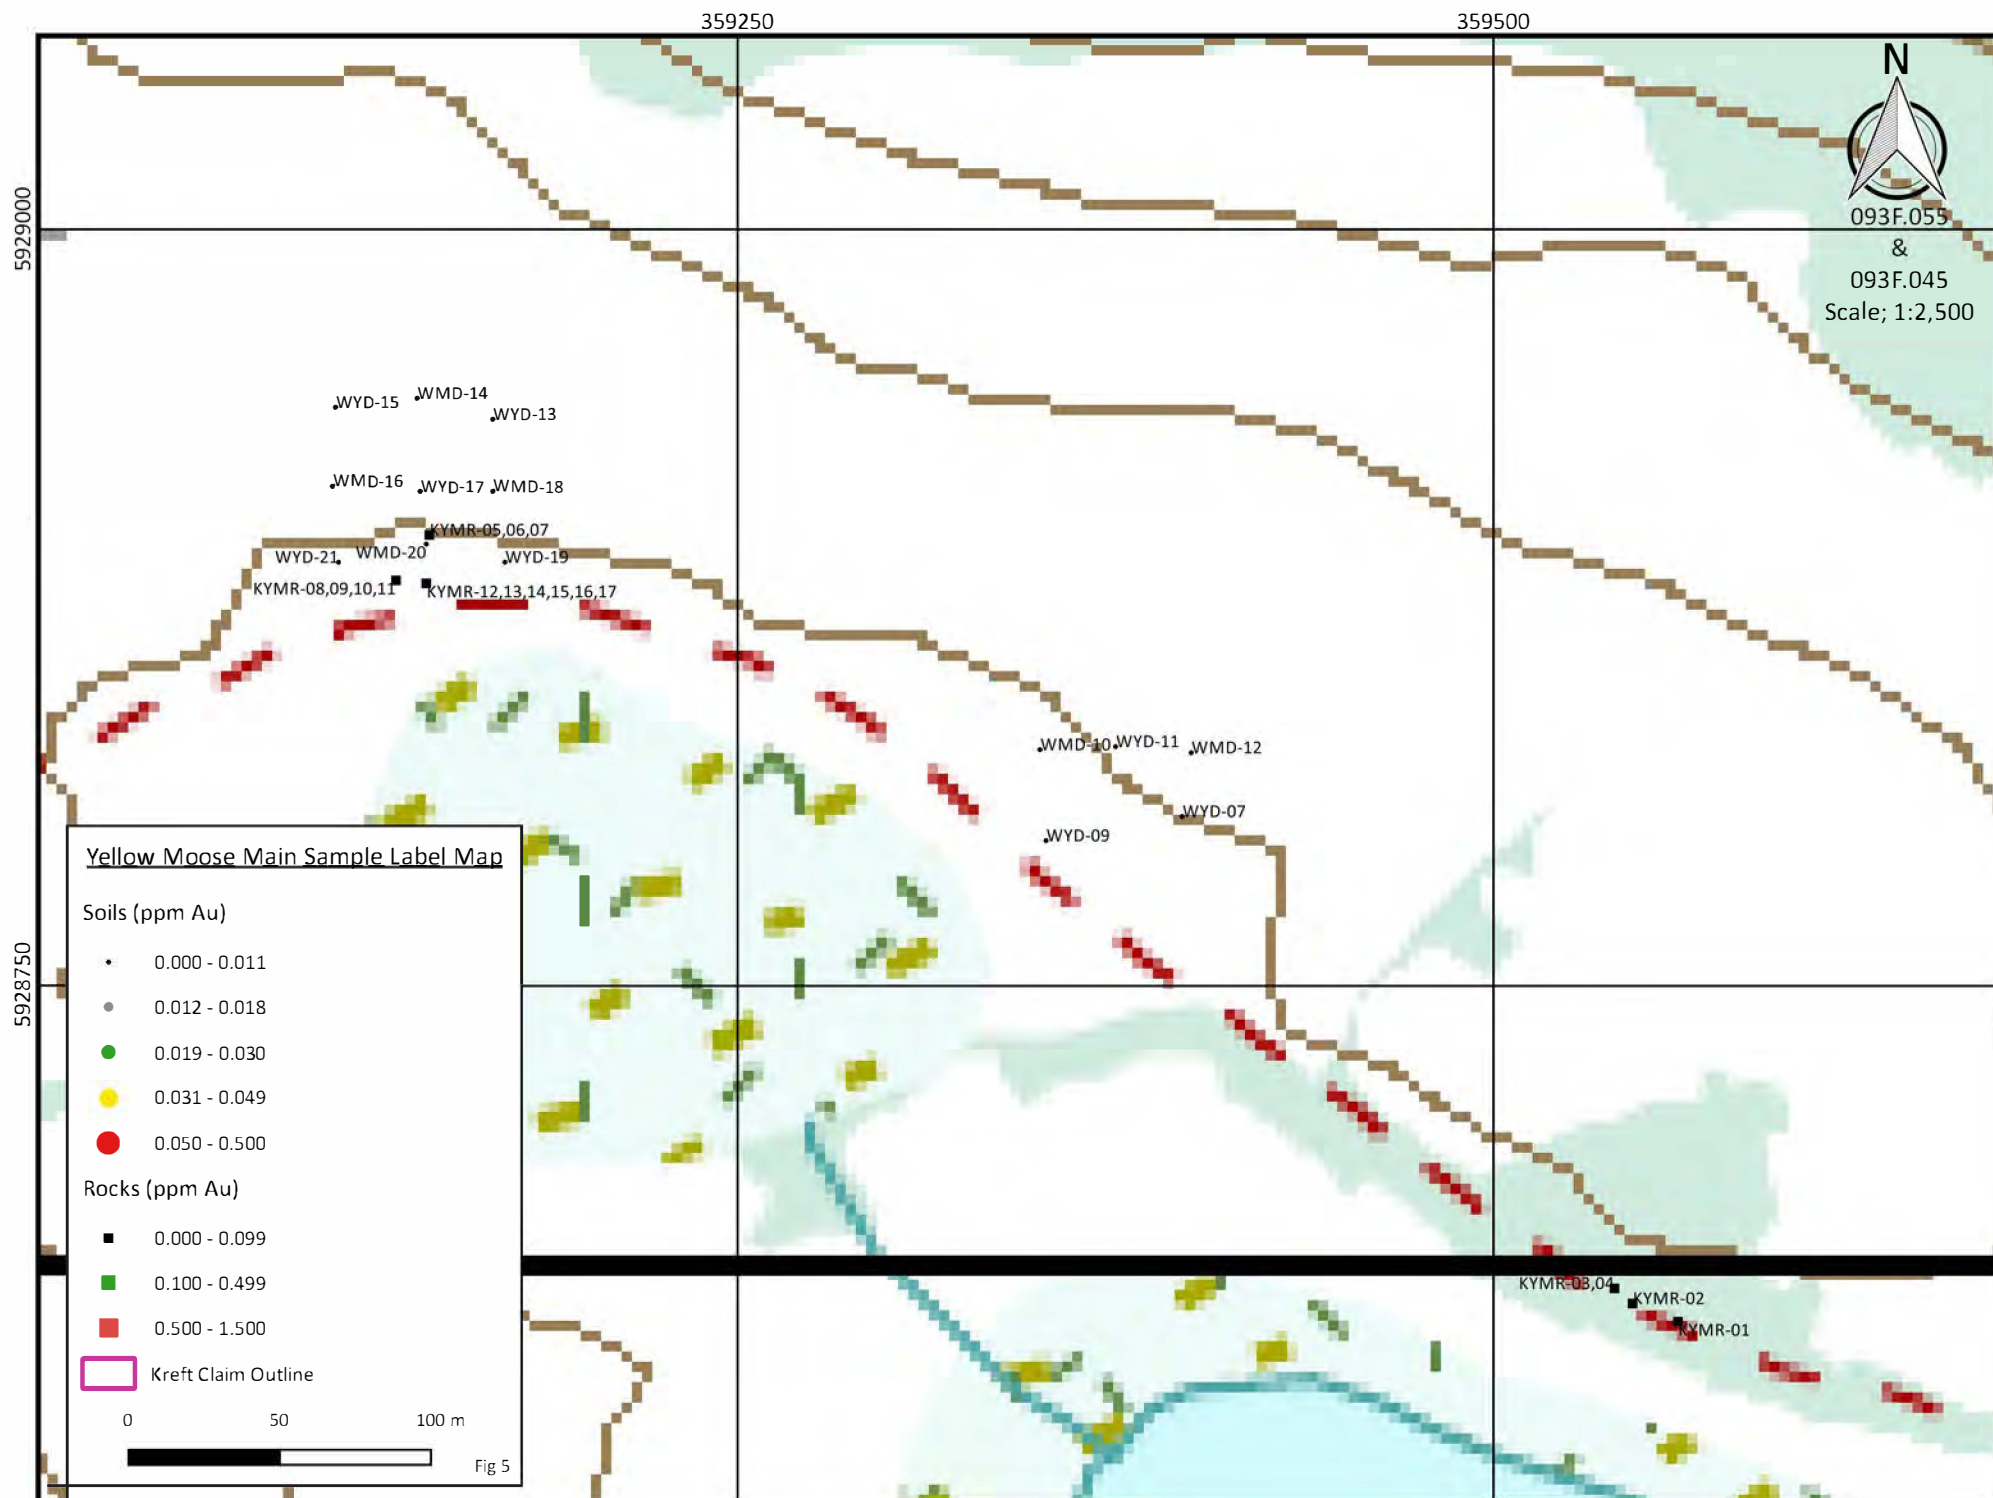 359250
359500
N
093F.055
&
093F.045
Scale; 1:2,500
5929000
5928750
WYD-15
WMD-14
WYD-13
WMD-16
WYD-17
WMD-18
KYMR-05,06,07
WYD-21
WMD-20
WYD-19
KYMR-08,09,10,11
KYMR-12,13,14,15,16,17
WMD-10
WYD-11
WMD-12
WYD-07
WYD-09
KYMR-03,04
KYMR-02
KYMR-01
Yellow Moose Main Sample Label Map
Soils (ppm Au)
0.000 - 0.011
0.012 - 0.018
0.019 - 0.030
0.031 - 0.049
0.050 - 0.500
Rocks (ppm Au)
0.000 - 0.099
0.100 - 0.499
0.500 - 1.500
Kreft Claim Outline
0 50 100 m
Fig 5